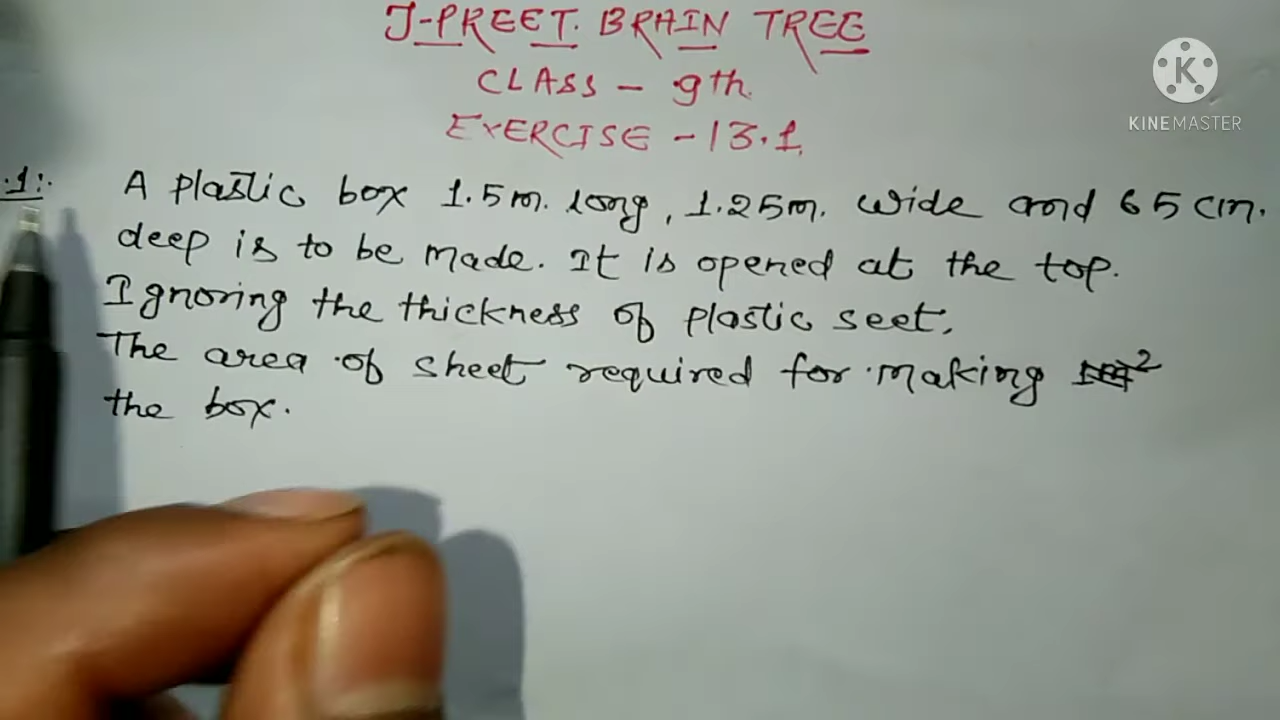 J-PREET. BRAIN TREE
CLASS - 9th
EXERCISE - 13.1.
K
KINEMASTER
.1:. A plastic box 1.5m. long, 1.25m. wide and 65 cm.
deep is to be made. It is opened at the top.
Ignoring the thickness of plastic seet.
The area of sheet required for making
the box.